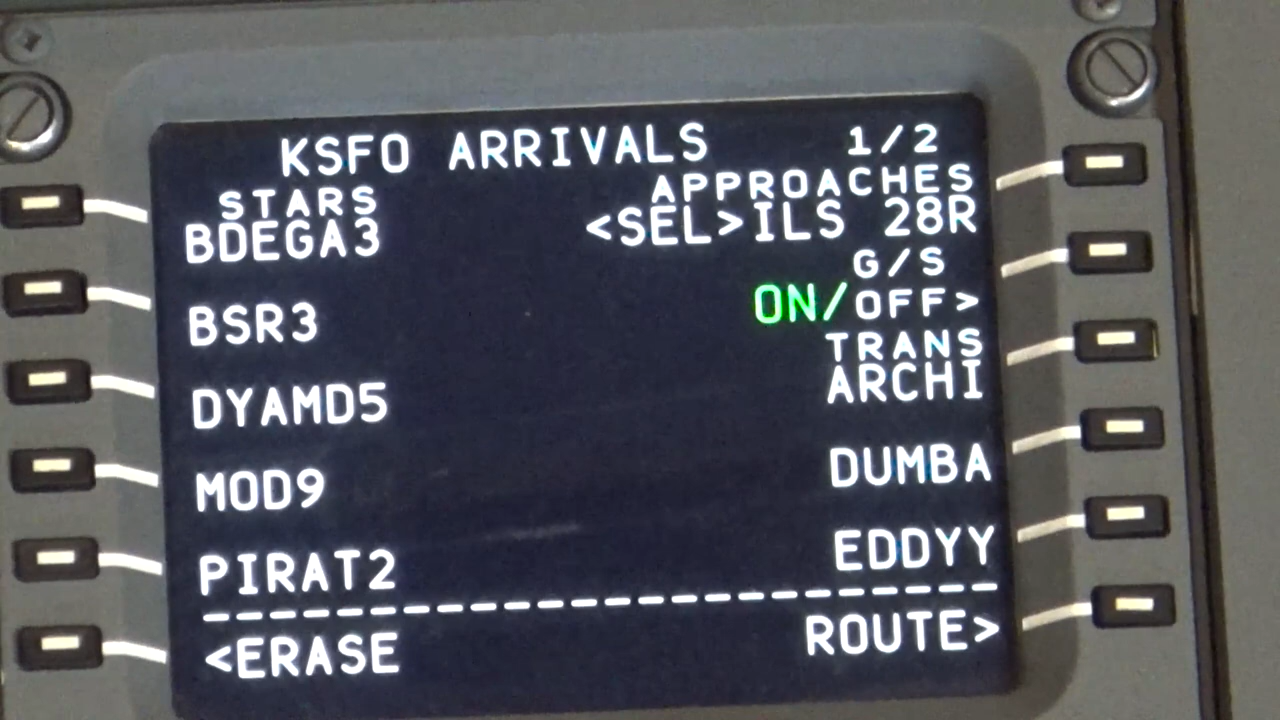 KSFO ARRIVALS 1/2
STARS APPROACHES
BDEGA3 <SEL>ILS 28R
G/S
BSR3 ON/OFF>
TRANS
DYAMD5 ARCHI
MOD9 DUMBA
PIRAT2 EDDYY
<ERASE ROUTE>